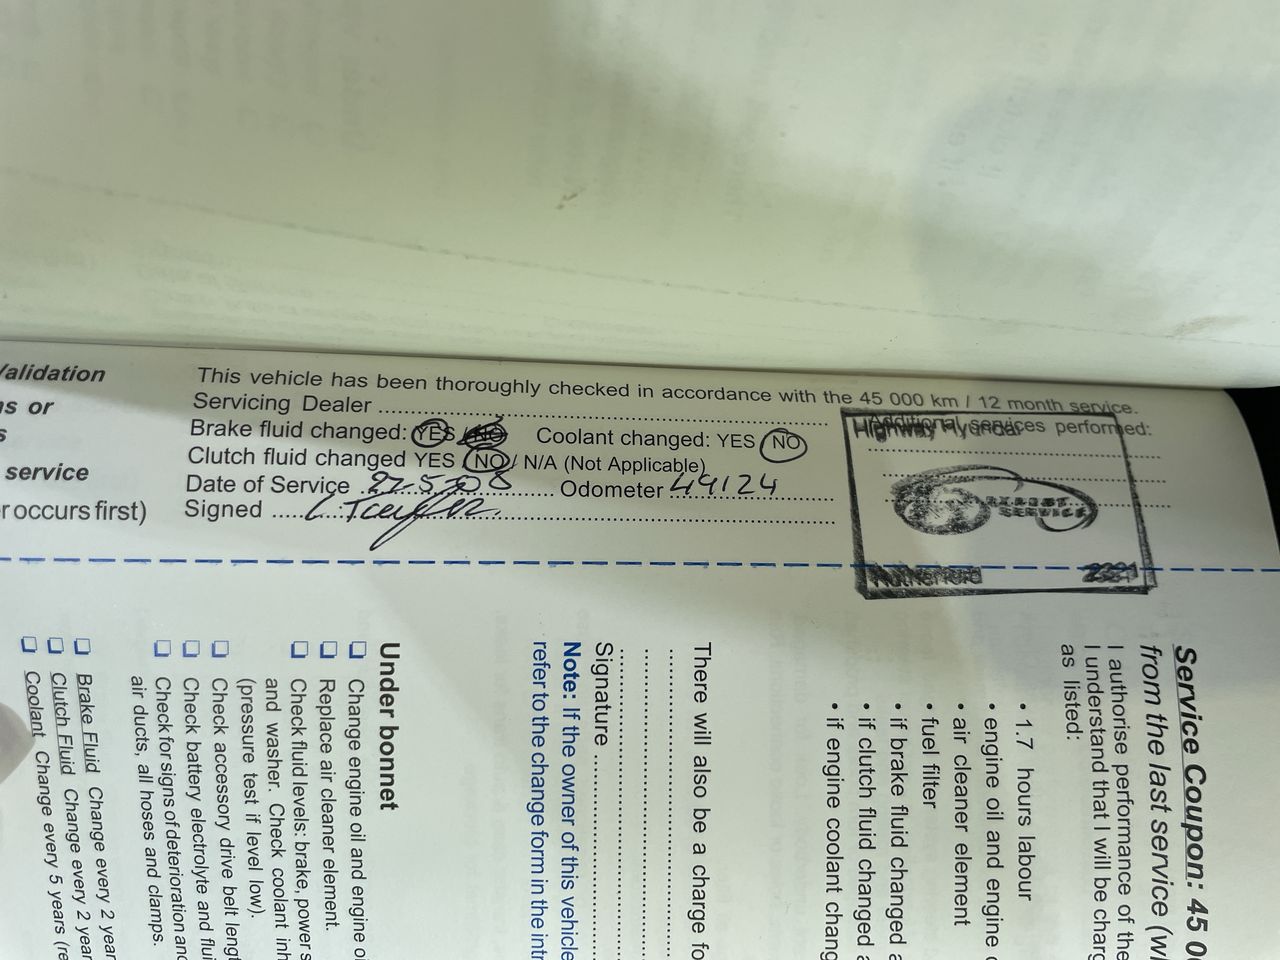 Validation
ns or
s
service
r occurs first)
This vehicle has been thoroughly checked in accordance with the 45 000 km / 12 month service.
Servicing Dealer
Brake fluid changed: YES / NO Coolant changed: YES NO
Clutch fluid changed YES / NO / N/A (Not Applicable)
Date of Service Odometer 49124
Signed
Additional services performed:
Highway Hyundai
EXPERT SERVICE
Rutherford 2321
Service Coupon: 45 0
from the last service (wh
I authorise performance of the
I understand that I will be charg
as listed:
• 1.7 hours labour
• engine oil and engine o
• air cleaner element
• fuel filter
• if brake fluid changed a
• if clutch fluid changed a
• if engine coolant chang
There will also be a charge fo
Signature
Note: If the owner of this vehicle
refer to the change form in the intr
Under bonnet
❑ Change engine oil and engine oi
❑ Replace air cleaner element.
❑ Check fluid levels: brake, power s
and washer. Check coolant inh
(pressure test if level low).
❑ Check accessory drive belt lengt
❑ Check battery electrolyte and flui
❑ Check for signs of deterioration and
air ducts, all hoses and clamps.
❑ Brake Fluid Change every 2 year
❑ Clutch Fluid Change every 2 year
❑ Coolant Change every 5 years (re